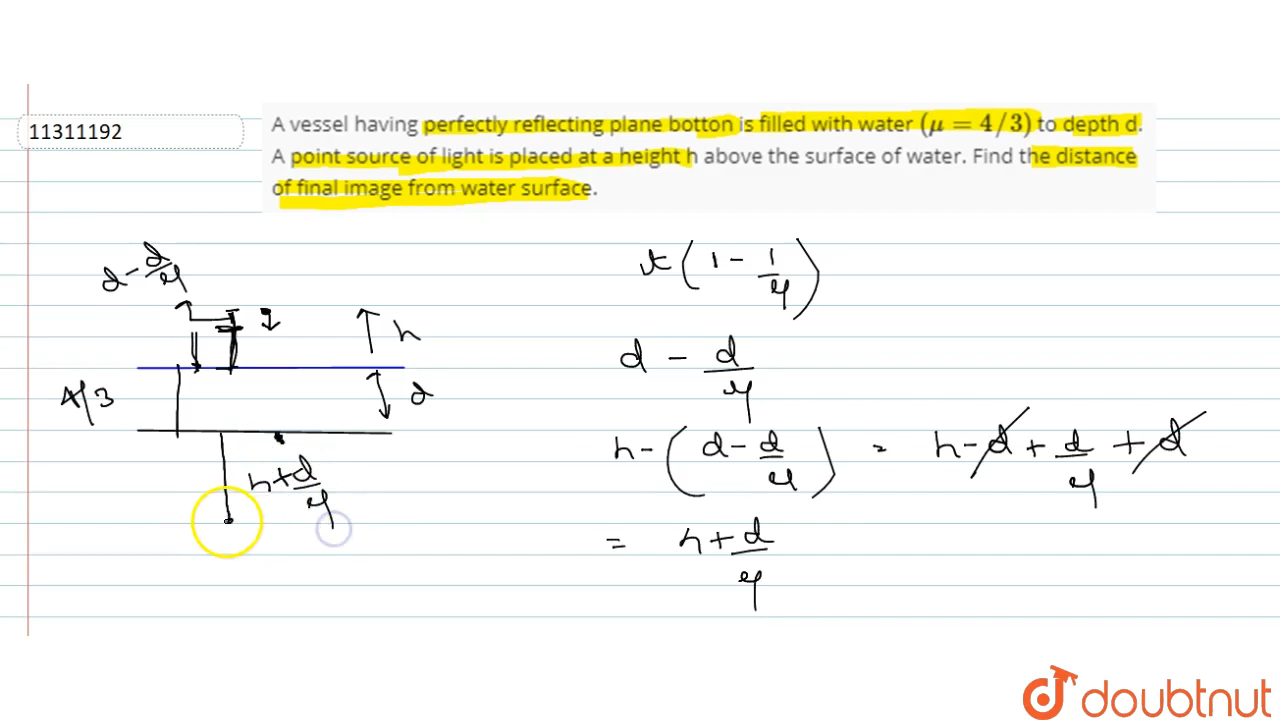 11311192
A vessel having perfectly reflecting plane botton is filled with water (μ = 4/3) to depth d.
A point source of light is placed at a height h above the surface of water. Find the distance
of final image from water surface.
d - d/μ
h
4/3
d
h + d/μ
t(1 - 1/μ)
d - d/μ
h - (d - d/μ) = h - d + d/μ + d
= h + d/μ
doubtnut